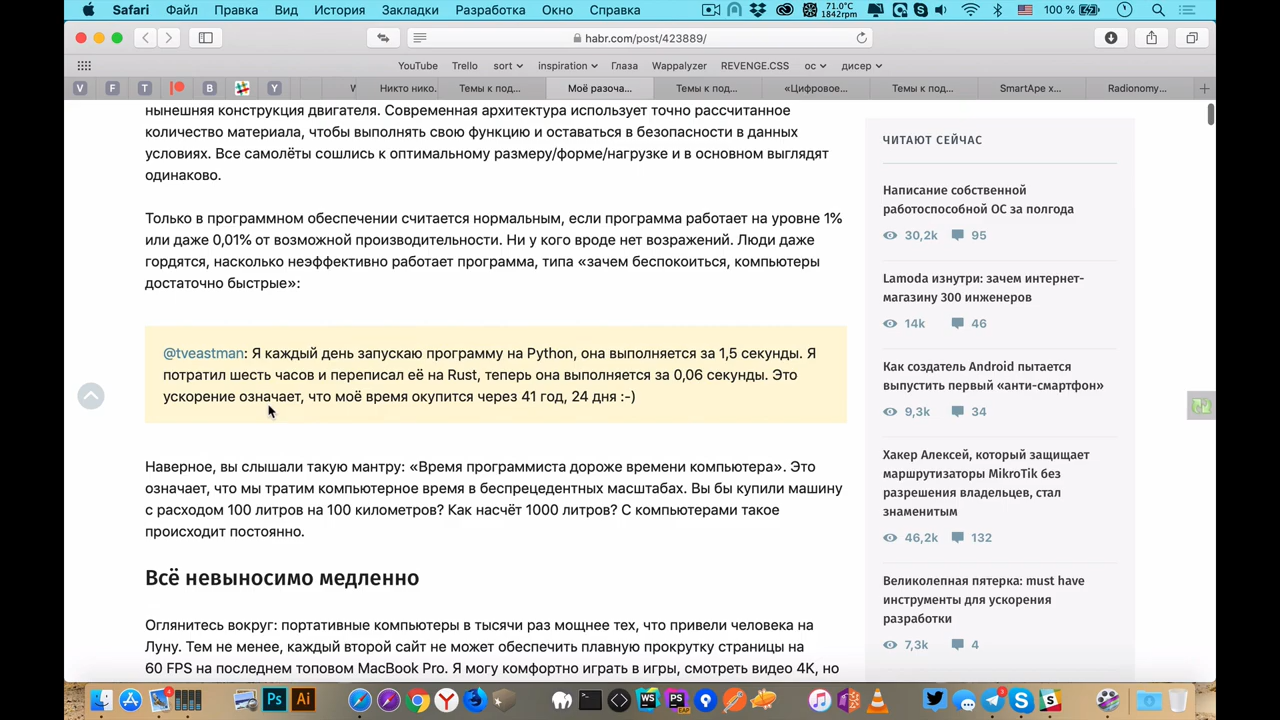 Safari Файл Правка Вид История Закладки Разработка Окно Справка
71.0°C
1842rpm
100 %
habr.com/post/423889/
YouTube Trello sort inspiration Глаза Wappalyzer REVENGE.CSS ос дисер
V F T B Y
Никто нико... Темы к под... Моё разоча... Темы к под... «Цифровое... Темы к под... SmartApe х... Radionomy...
нынешняя конструкция двигателя. Современная архитектура использует точно рассчитанное
количество материала, чтобы выполнять свою функцию и оставаться в безопасности в данных
условиях. Все самолёты сошлись к оптимальному размеру/форме/нагрузке и в основном выглядят
одинаково.
Только в программном обеспечении считается нормальным, если программа работает на уровне 1%
или даже 0,01% от возможной производительности. Ни у кого вроде нет возражений. Люди даже
гордятся, насколько неэффективно работает программа, типа «зачем беспокоиться, компьютеры
достаточно быстрые»:
@tveastman: Я каждый день запускаю программу на Python, она выполняется за 1,5 секунды. Я
потратил шесть часов и переписал её на Rust, теперь она выполняется за 0,06 секунды. Это
ускорение означает, что моё время окупится через 41 год, 24 дня :-)
Наверное, вы слышали такую мантру: «Время программиста дороже времени компьютера». Это
означает, что мы тратим компьютерное время в беспрецедентных масштабах. Вы бы купили машину
с расходом 100 литров на 100 километров? Как насчёт 1000 литров? С компьютерами такое
происходит постоянно.
Всё невыносимо медленно
Оглянитесь вокруг: портативные компьютеры в тысячи раз мощнее тех, что привели человека на
Луну. Тем не менее, каждый второй сайт не может обеспечить плавную прокрутку страницы на
60 FPS на последнем топовом MacBook Pro. Я могу комфортно играть в игры, смотреть видео 4K, но
ЧИТАЮТ СЕЙЧАС
Написание собственной
работоспособной ОС за полгода
30,2k 95
Lamoda изнутри: зачем интернет-
магазину 300 инженеров
14k 46
Как создатель Android пытается
выпустить первый «анти-смартфон»
9,3k 34
Хакер Алексей, который защищает
маршрутизаторы MikroTik без
разрешения владельцев, стал
знаменитым
46,2k 132
Великолепная пятерка: must have
инструменты для ускорения
разработки
7,3k 4
Ps Ai WS PS